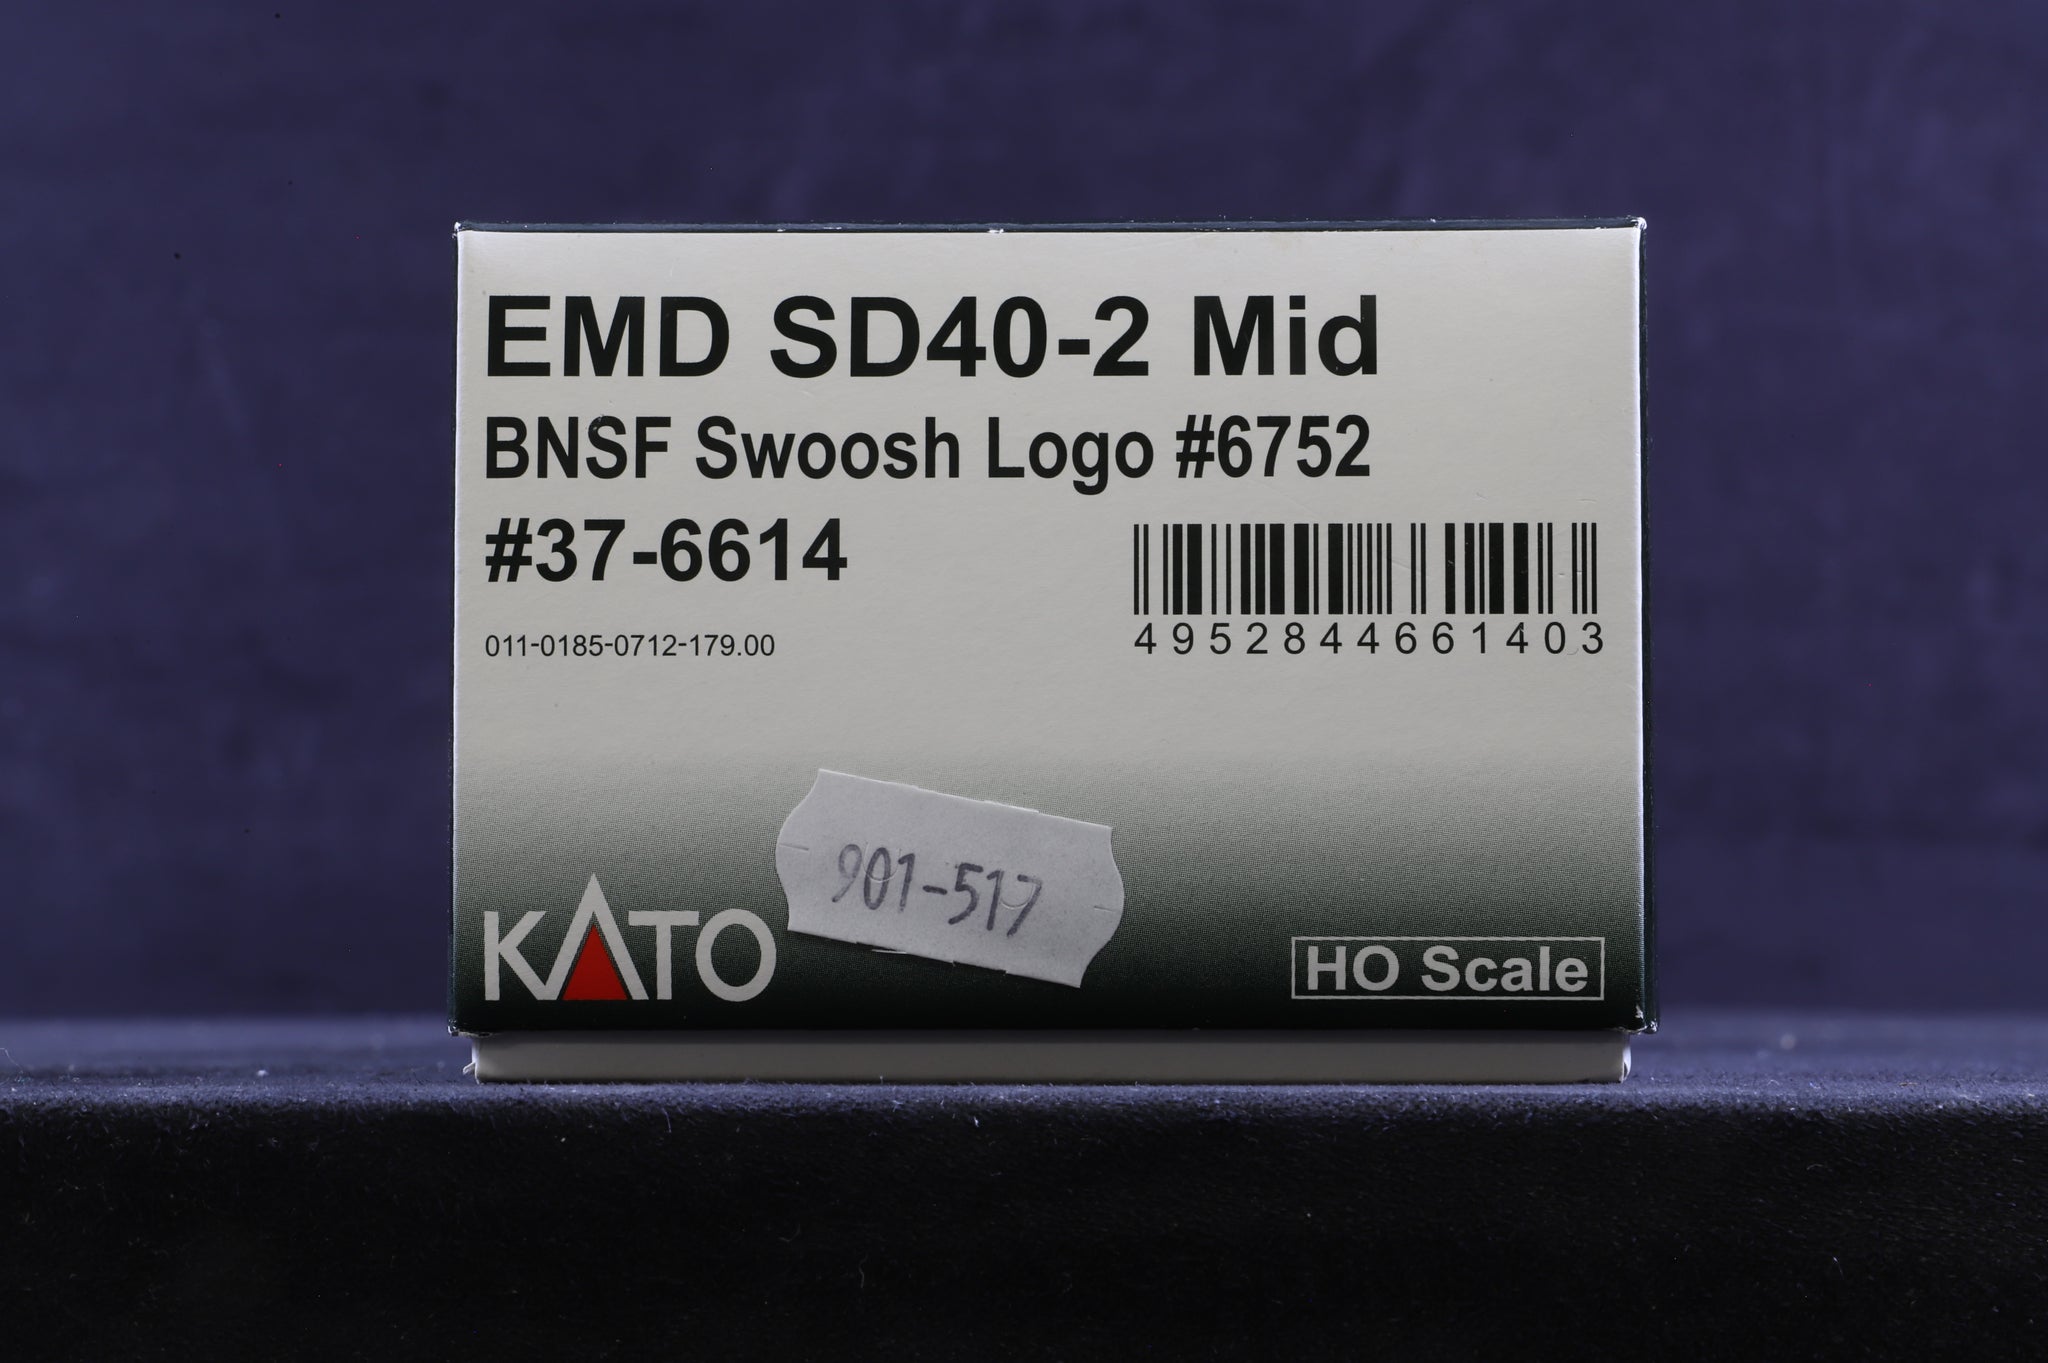 EMD SD40-2 Mid
BNSF Swoosh Logo #6752
#37-6614
011-0185-0712-179.00
4952844661403
901-517
KATO
HO Scale